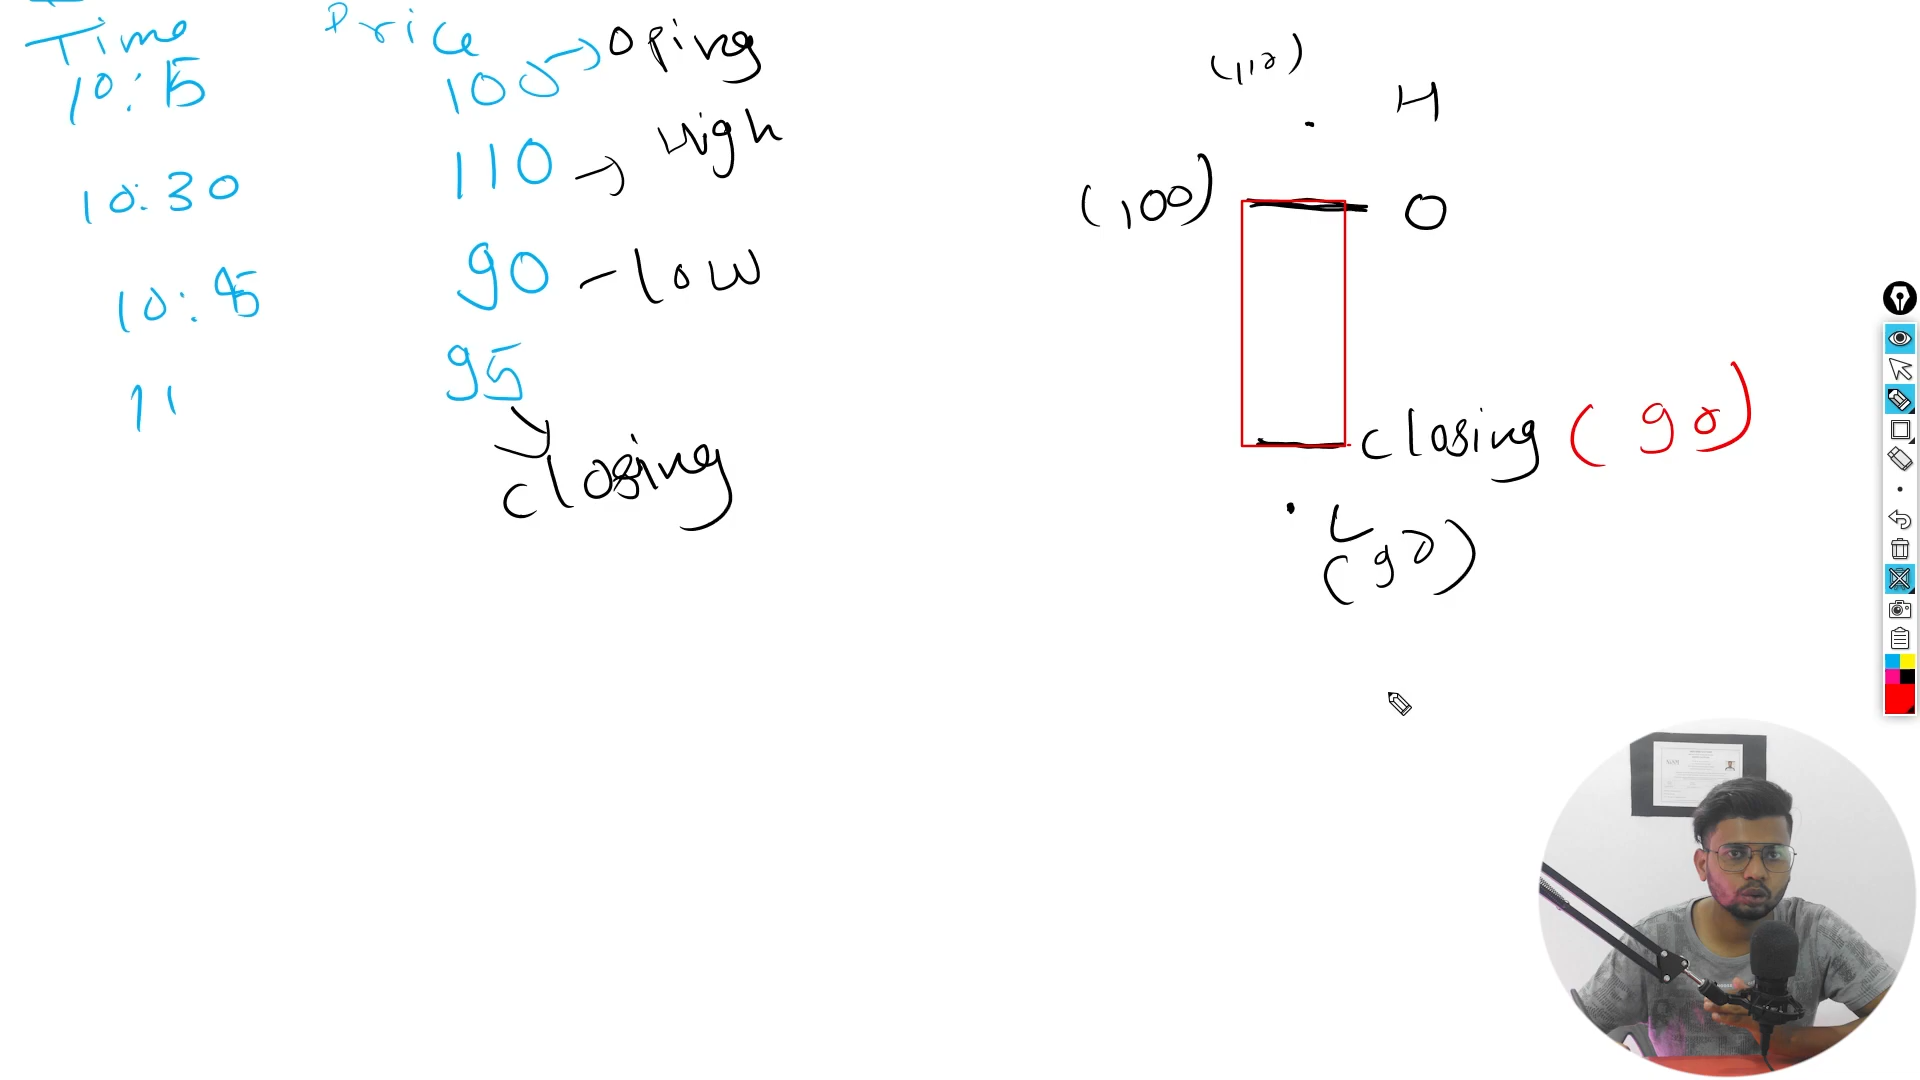 Time Price
10:15 100 → Oping
10:30 110 → High
10:45 90 - low
11 95
closing
(110) H
(100) O
closing (90)
L
(90)